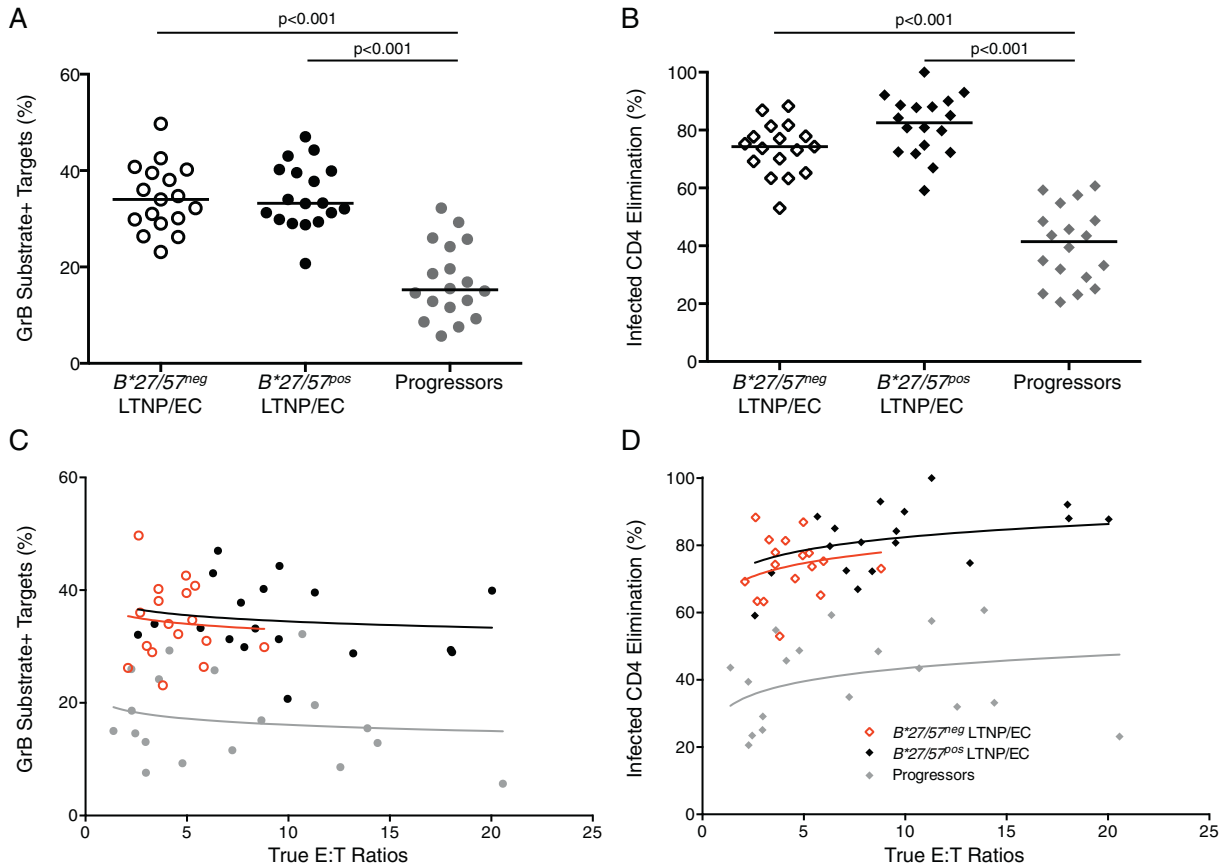 A
p<0.001
p<0.001
GrB Substrate+ Targets (%)
60
40
20
0
B*27/57neg LTNP/EC
B*27/57pos LTNP/EC
Progressors
B
p<0.001
p<0.001
Infected CD4 Elimination (%)
100
80
60
40
20
0
B*27/57neg LTNP/EC
B*27/57pos LTNP/EC
Progressors
C
GrB Substrate+ Targets (%)
60
40
20
0
0 5 10 15 20 25
True E:T Ratios
D
Infected CD4 Elimination (%)
100
80
60
40
20
0
B*27/57neg LTNP/EC
B*27/57pos LTNP/EC
Progressors
0 5 10 15 20 25
True E:T Ratios